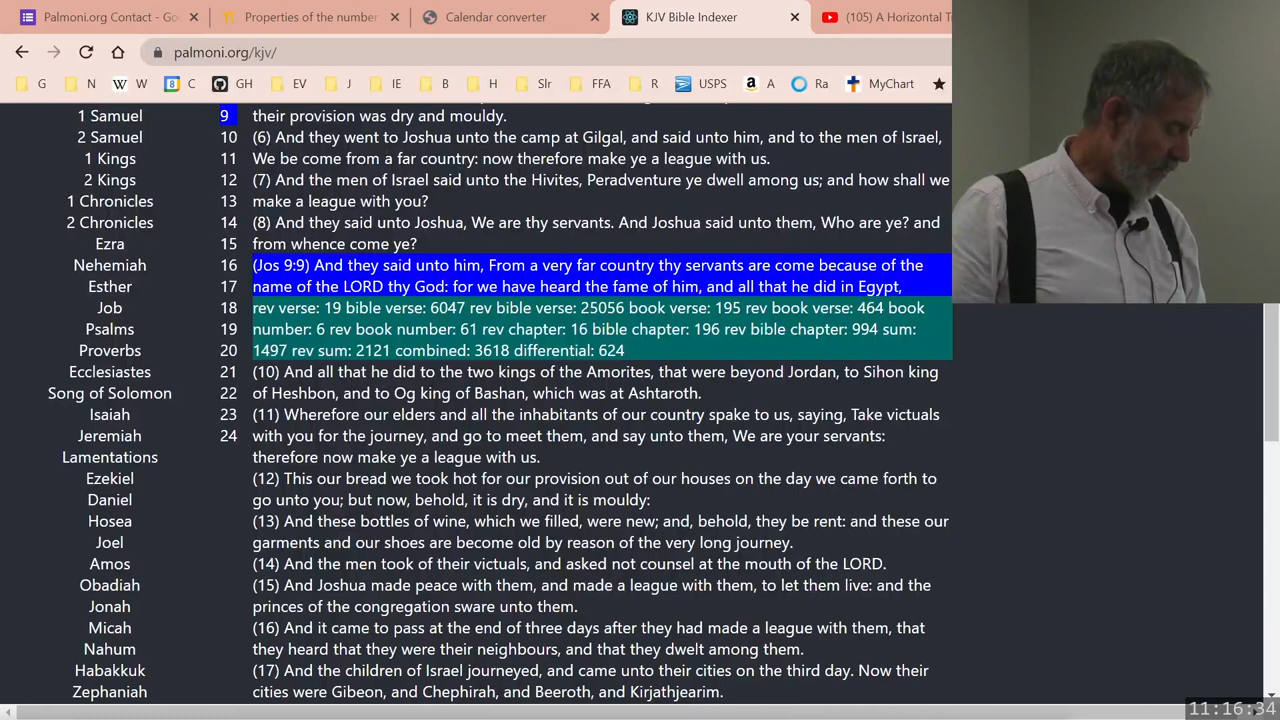 Palmoni.org Contact - Go
Properties of the number
Calendar converter
KJV Bible Indexer
(105) A Horizontal T
palmoni.org/kjv/
G
N
W
W
8
C
GH
EV
J
IE
B
H
Slr
FFA
R
USPS
a
A
Ra
MyChart
1 Samuel
9
their provision was dry and mouldy.
2 Samuel
10
(6) And they went to Joshua unto the camp at Gilgal, and said unto him, and to the men of Israel,
1 Kings
11
We be come from a far country: now therefore make ye a league with us.
2 Kings
12
(7) And the men of Israel said unto the Hivites, Peradventure ye dwell among us; and how shall we
1 Chronicles
13
make a league with you?
2 Chronicles
14
(8) And they said unto Joshua, We are thy servants. And Joshua said unto them, Who are ye? and
Ezra
15
from whence come ye?
Nehemiah
16
(Jos 9:9) And they said unto him, From a very far country thy servants are come because of the
Esther
17
name of the LORD thy God: for we have heard the fame of him, and all that he did in Egypt,
Job
18
rev verse: 19 bible verse: 6047 rev bible verse: 25056 book verse: 195 rev book verse: 464 book
Psalms
19
number: 6 rev book number: 61 rev chapter: 16 bible chapter: 196 rev bible chapter: 994 sum:
Proverbs
20
1497 rev sum: 2121 combined: 3618 differential: 624
Ecclesiastes
21
(10) And all that he did to the two kings of the Amorites, that were beyond Jordan, to Sihon king
Song of Solomon
22
of Heshbon, and to Og king of Bashan, which was at Ashtaroth.
Isaiah
23
(11) Wherefore our elders and all the inhabitants of our country spake to us, saying, Take victuals
Jeremiah
24
with you for the journey, and go to meet them, and say unto them, We are your servants:
Lamentations
therefore now make ye a league with us.
Ezekiel
(12) This our bread we took hot for our provision out of our houses on the day we came forth to
Daniel
go unto you; but now, behold, it is dry, and it is mouldy:
Hosea
(13) And these bottles of wine, which we filled, were new; and, behold, they be rent: and these our
Joel
garments and our shoes are become old by reason of the very long journey.
Amos
(14) And the men took of their victuals, and asked not counsel at the mouth of the LORD.
Obadiah
(15) And Joshua made peace with them, and made a league with them, to let them live: and the
Jonah
princes of the congregation sware unto them.
Micah
(16) And it came to pass at the end of three days after they had made a league with them, that
Nahum
they heard that they were their neighbours, and that they dwelt among them.
Habakkuk
(17) And the children of Israel journeyed, and came unto their cities on the third day. Now their
Zephaniah
cities were Gibeon, and Chephirah, and Beeroth, and Kirjathjearim.
11:16:34